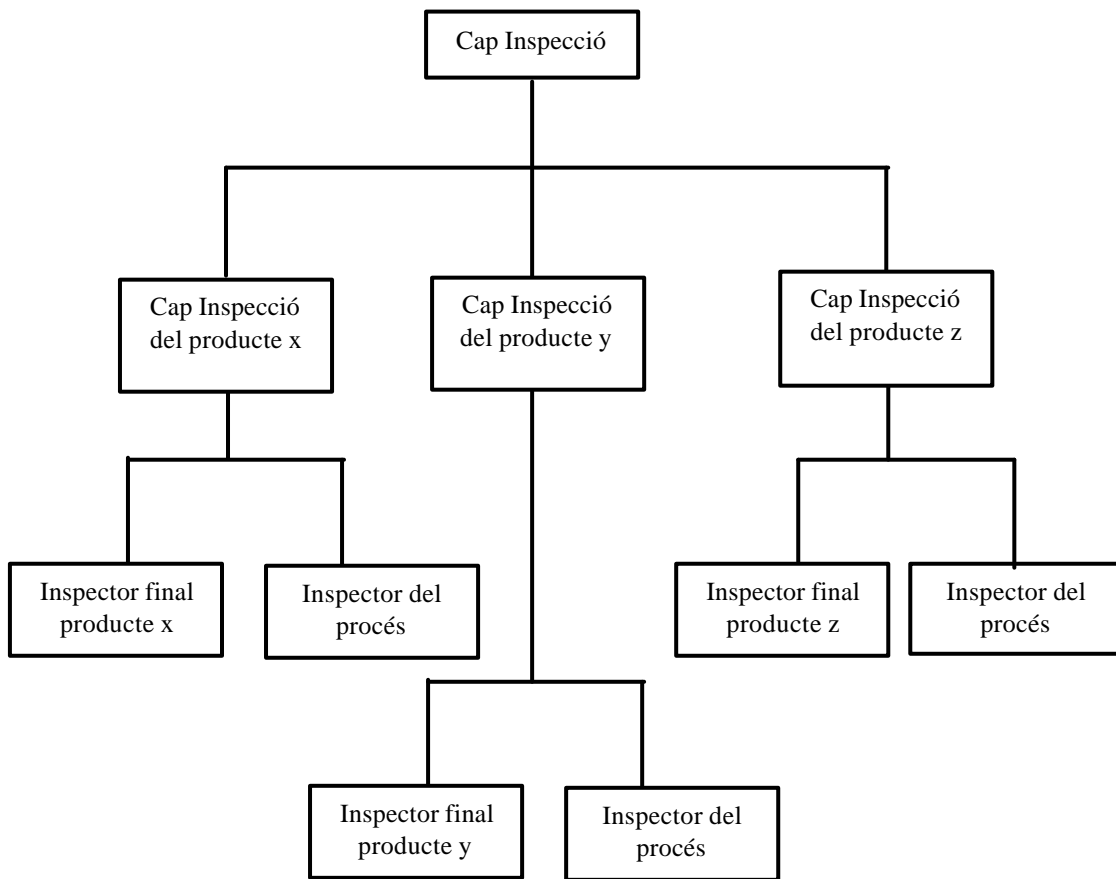 Cap Inspecció
Cap Inspecció
del producte x
Cap Inspecció
del producte y
Cap Inspecció
del producte z
Inspector final
producte x
Inspector del
procés
Inspector final
producte z
Inspector del
procés
Inspector final
producte y
Inspector del
procés